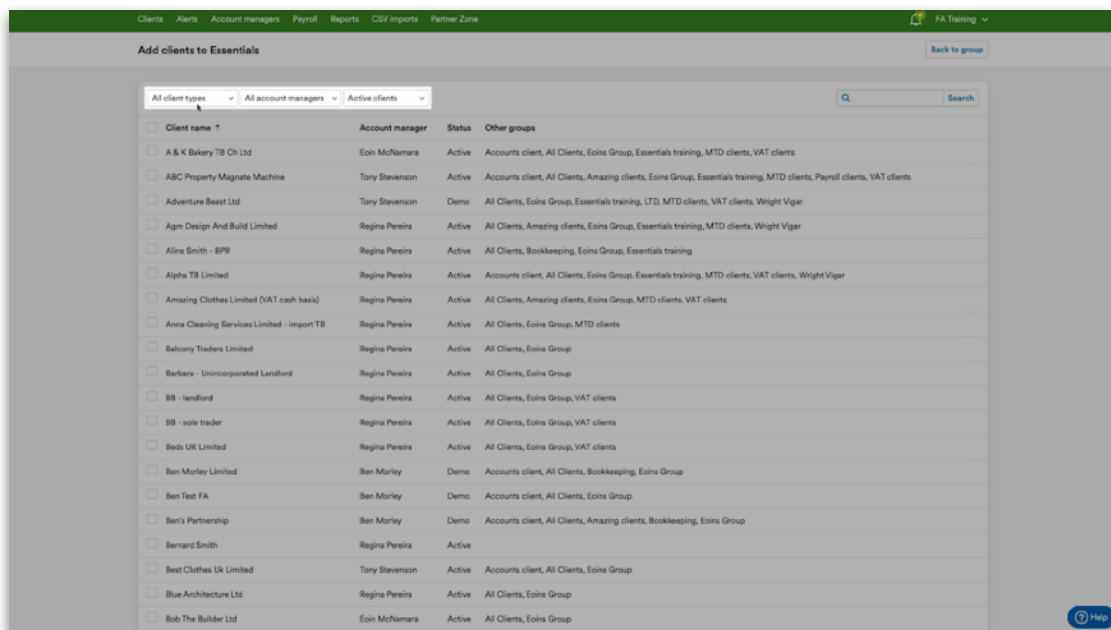 Clients Alerts Account managers Payroll Reports CSV imports Partner Zone FA Training
Add clients to Essentials Back to group
All client types All account managers Active clients Search
Client name Account manager Status Other groups
A & K Bakery TB Ch Ltd Eoin McNamara Active Accounts client, All Clients, Eoins Group, Essentials training, MTD clients, VAT clients
ABC Property Magnate Machine Tony Stevenson Active Accounts client, All Clients, Amazing clients, Eoins Group, Essentials training, MTD clients, Payroll clients, VAT clients
Adventure Beast Ltd Tony Stevenson Demo All Clients, Eoins Group, Essentials training, LTD, MTD clients, VAT clients, Wright Vigar
Agm Design And Build Limited Regina Pereira Active All Clients, Amazing clients, Eoins Group, Essentials training, MTD clients, Wright Vigar
Aline Smith - BPR Regina Pereira Active All Clients, Bookkeeping, Eoins Group, Essentials training
Alpha TB Limited Regina Pereira Active Accounts client, All Clients, Eoins Group, Essentials training, MTD clients, VAT clients, Wright Vigar
Amazing Clothes Limited (VAT cash basis) Regina Pereira Active All Clients, Amazing clients, Eoins Group, MTD clients, VAT clients
Anna Cleaning Services Limited - import TB Regina Pereira Active All Clients, Eoins Group, MTD clients
Balcony Traders Limited Regina Pereira Active All Clients, Eoins Group
Barbara - Unincorporated Landlord Regina Pereira Active All Clients, Eoins Group
BB - landlord Regina Pereira Active All Clients, Eoins Group, VAT clients
BB - sole trader Regina Pereira Active All Clients, Eoins Group, VAT clients
Beds UK Limited Regina Pereira Active All Clients, Eoins Group, VAT clients
Ben Morley Limited Ben Morley Demo Accounts client, All Clients, Bookkeeping, Eoins Group
Ben Test FA Ben Morley Demo Accounts client, All Clients, Eoins Group
Ben's Partnership Ben Morley Demo Accounts client, All Clients, Amazing clients, Bookkeeping, Eoins Group
Bernard Smith Regina Pereira Active
Best Clothes Uk Limited Tony Stevenson Active Accounts client, All Clients, Eoins Group
Blue Architecture Ltd Regina Pereira Active All Clients, Eoins Group
Bob The Builder Ltd Eoin McNamara Active All Clients, Eoins Group
Help